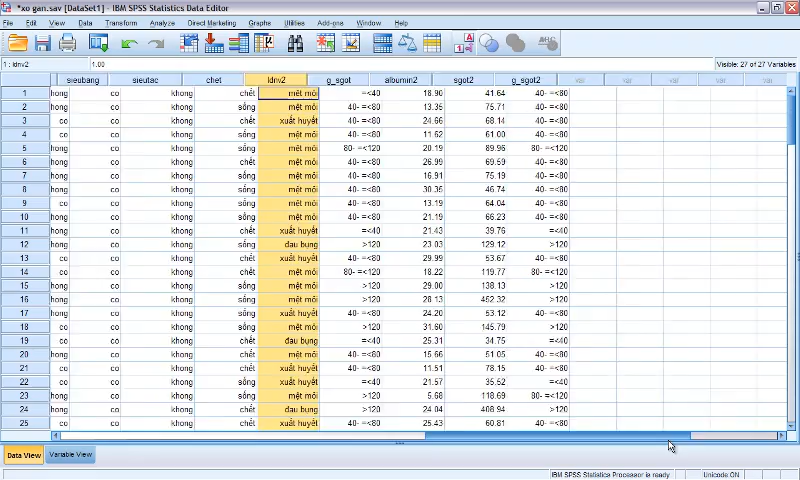 *xo gan.sav [DataSet1] - IBM SPSS Statistics Data Editor
File Edit View Data Transform Analyze Direct Marketing Graphs Utilities Add-ons Window Help
1 : ldnv2 1.00 Visible: 27 of 27 Variables
sieubang sieutac chet ldnv2 g_sgot albumin2 sgot2 g_sgot2 var var var var var
1 hong co khong chết mệt mỏi =<40 18.90 41.64 40- =<80
2 hong co khong sống mệt mỏi 40- =<80 13.35 75.71 40- =<80
3 co co khong chết xuất huyết 40- =<80 24.66 68.14 40- =<80
4 co co khong sống mệt mỏi 40- =<80 11.62 61.00 40- =<80
5 hong co khong sống mệt mỏi 80- =<120 20.19 89.96 80- =<120
6 co co khong chết mệt mỏi 40- =<80 26.99 69.59 40- =<80
7 co co khong sống mệt mỏi 40- =<80 16.91 75.19 40- =<80
8 co co khong sống mệt mỏi 40- =<80 30.35 46.74 40- =<80
9 co co khong sống mệt mỏi 40- =<80 13.19 64.04 40- =<80
10 co co khong sống mệt mỏi 40- =<80 21.19 66.23 40- =<80
11 co co khong chết xuất huyết =<40 21.43 39.76 =<40
12 hong co khong sống đau bụng >120 23.03 129.12 >120
13 co co khong chết xuất huyết 40- =<80 29.99 53.67 40- =<80
14 hong co khong chết mệt mỏi 80- =<120 18.22 119.77 80- =<120
15 hong co khong sống mệt mỏi >120 29.00 138.13 >120
16 hong co khong sống mệt mỏi >120 28.13 452.32 >120
17 hong co khong sống xuất huyết 40- =<80 24.20 53.12 40- =<80
18 co co khong chết mệt mỏi >120 31.60 145.79 >120
19 co co khong chết đau bụng =<40 25.31 34.75 =<40
20 co co khong chết mệt mỏi 40- =<80 15.66 51.05 40- =<80
21 co co khong chết xuất huyết 40- =<80 11.51 78.15 40- =<80
22 co co khong sống xuất huyết =<40 21.57 35.52 =<40
23 hong co khong sống mệt mỏi >120 5.68 118.69 80- =<120
24 hong co khong chết đau bụng >120 24.04 408.94 >120
25 co co khong chết xuất huyết 40- =<80 25.43 60.81 40- =<80
Data View Variable View
IBM SPSS Statistics Processor is ready Unicode:ON